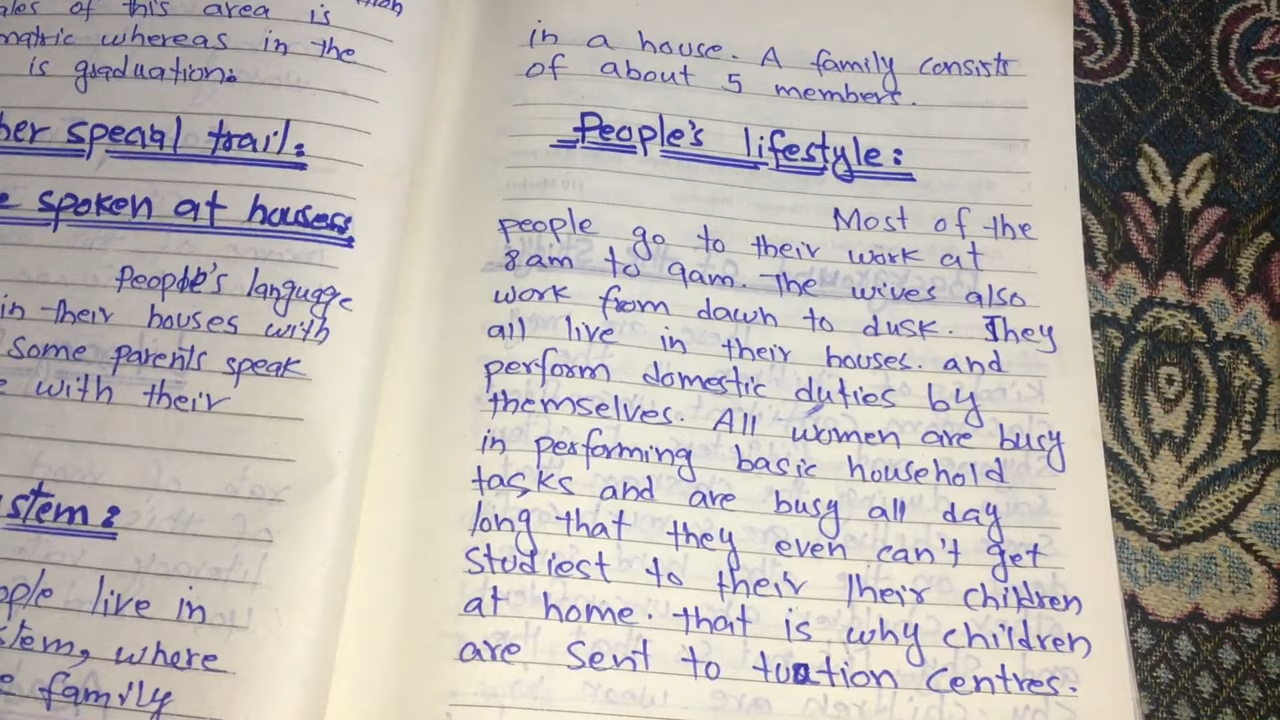 ales of this area is
matric whereas in the
is graduation.
her special trail:
e spoken at houses
People's language
in their houses with
some parents speak
e with their
stem:
ople live in
stem, where
e family
in a house. A family consists
of about 5 members.
People's lifestyle:
Most of the
people go to their work at
8am to 9am. The wives also
work from dawn to dusk. They
all live in their houses. and
perform domestic duties by
themselves. All women are busy
in performing basic household
tasks and are busy all day
long that they even can't get
studiest to their their children
at home. that is why children
are sent to tuation centres.